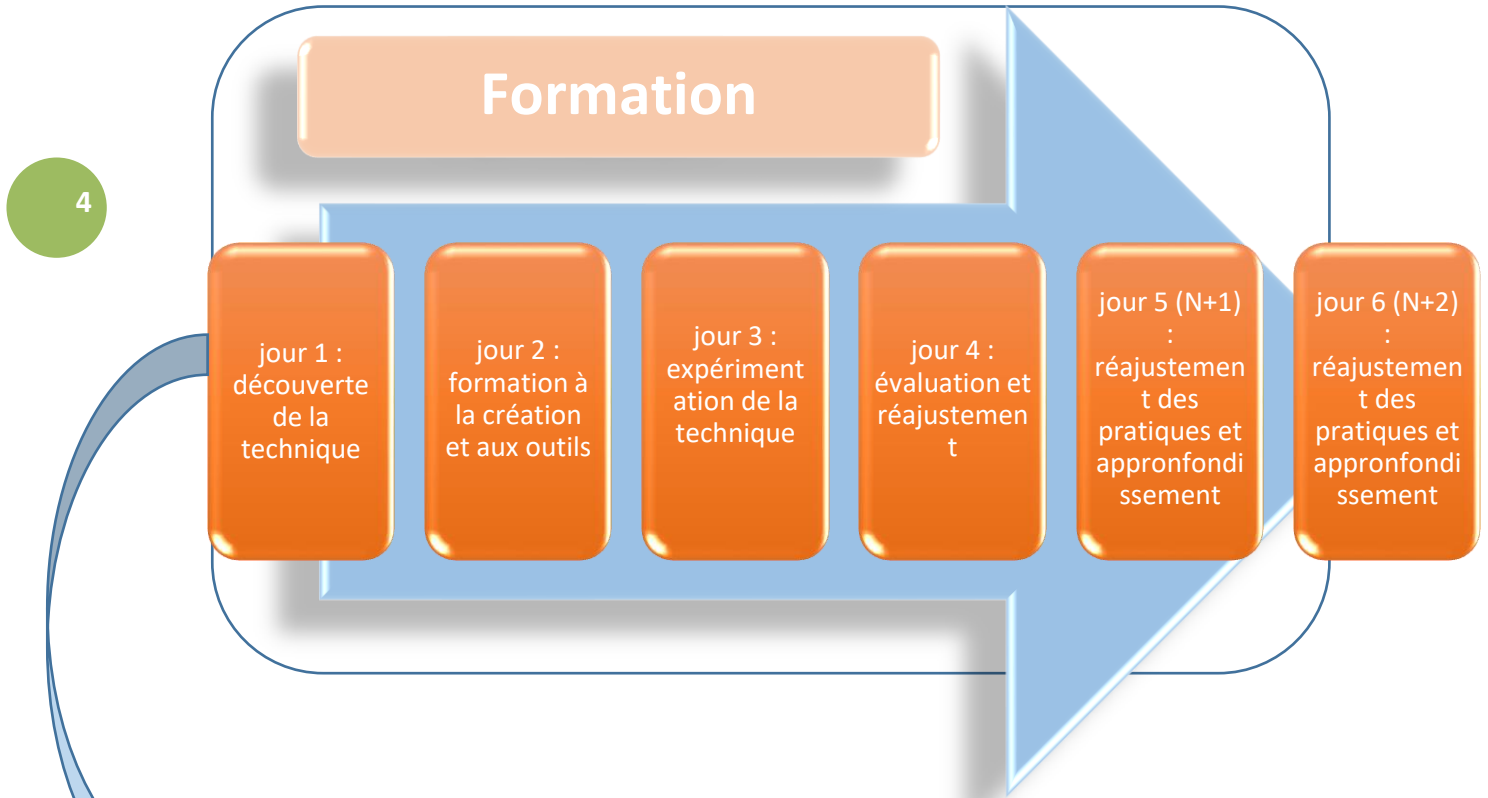 Formation
4
jour 1 :
découverte
de la
technique
jour 2 :
formation à
la création
et aux outils
jour 3 :
expériment
ation de la
technique
jour 4 :
évaluation et
réajustemen
t
jour 5 (N+1)
:
réajustemen
t des
pratiques et
appronfondi
ssement
jour 6 (N+2)
:
réajustemen
t des
pratiques et
appronfondi
ssement